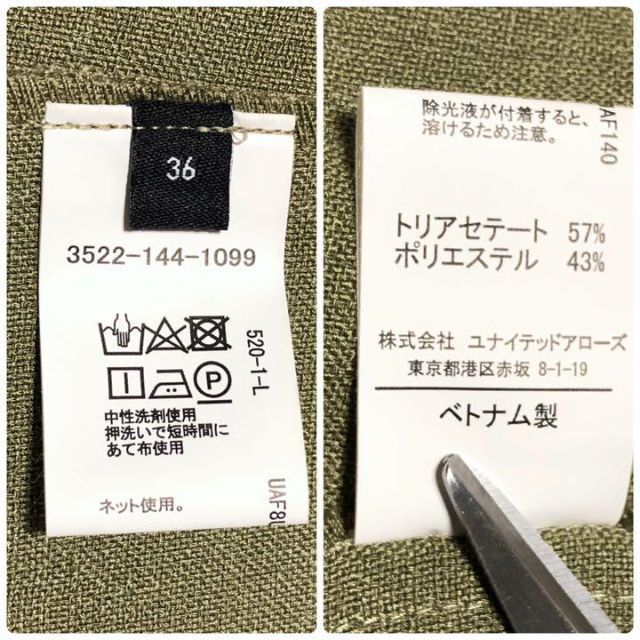 36
3522-144-1099
520-1-L
中性洗剤使用
押洗いで短時間に
あて布使用
ネット使用。
除光液が付着すると、
溶けるため注意。
AF140
トリアセテート 57%
ポリエステル 43%
株式会社 ユナイテッドアローズ
東京都港区赤坂 8-1-19
ベトナム製